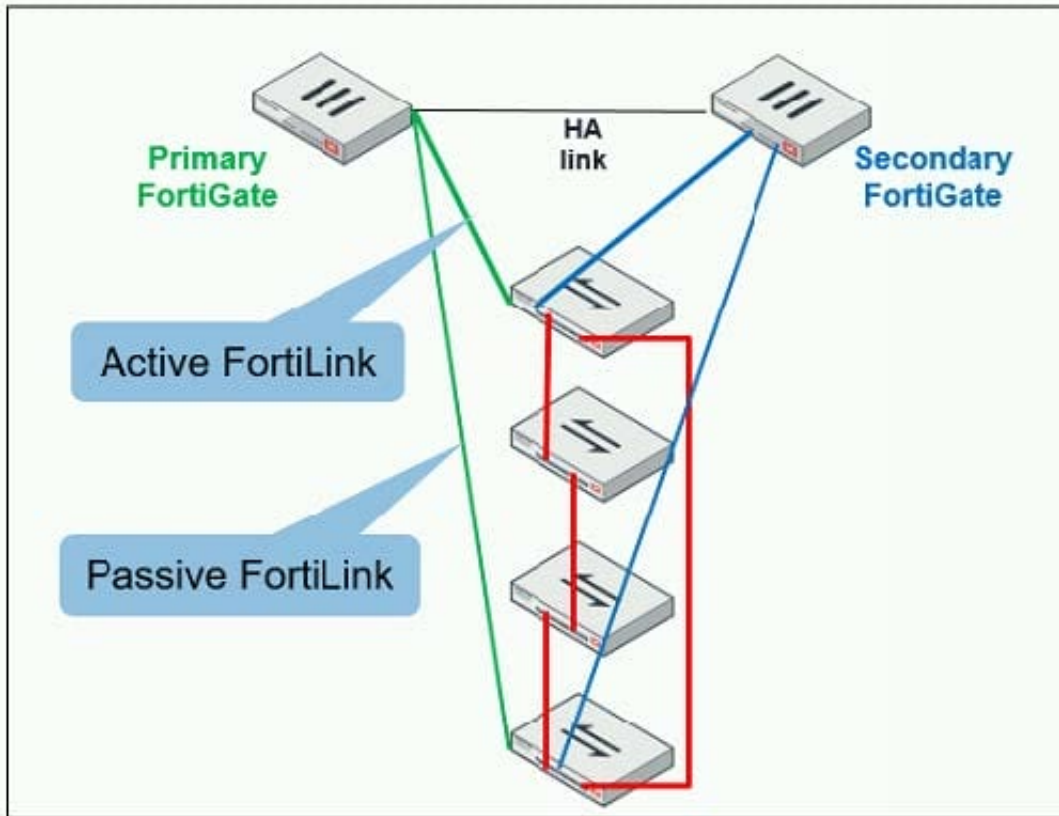 Primary
FortiGate
HA
link
Secondary
FortiGate
Active FortiLink
Passive FortiLink